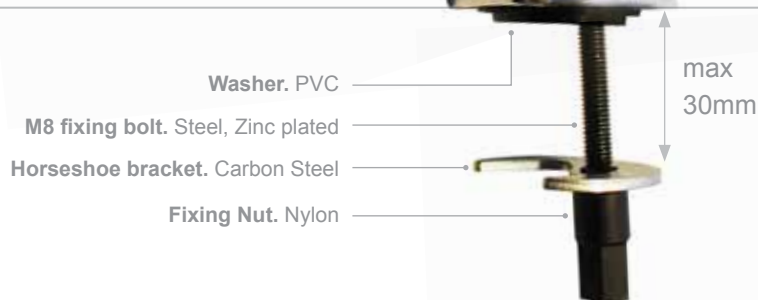 Washer. PVC
max
30mm
M8 fixing bolt. Steel, Zinc plated
Horseshoe bracket. Carbon Steel
Fixing Nut. Nylon